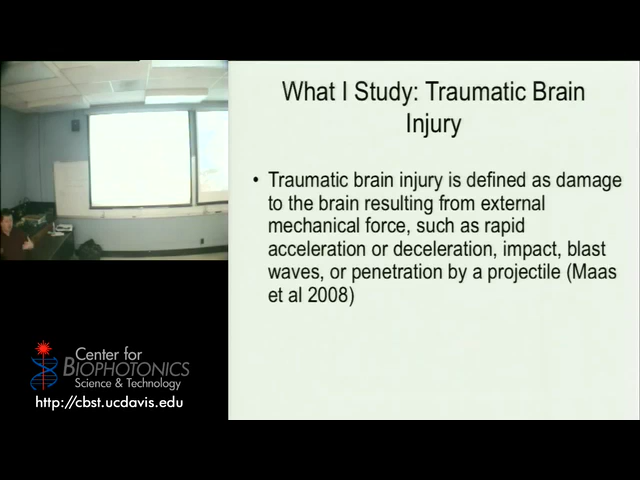 What I Study: Traumatic Brain
Injury
• Traumatic brain injury is defined as damage
to the brain resulting from external
mechanical force, such as rapid
acceleration or deceleration, impact, blast
waves, or penetration by a projectile (Maas
et al 2008)
Center for
BIOPHOTONICS
Science & Technology
http://cbst.ucdavis.edu